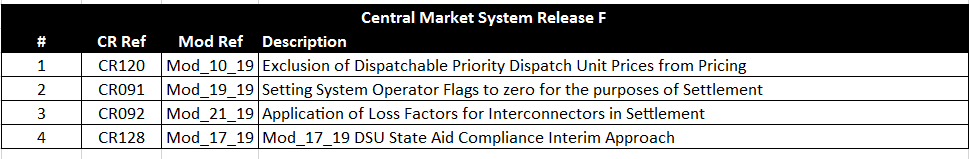 Central Market System Release F
# CR Ref Mod Ref Description
1 CR120 Mod_10_19 Exclusion of Dispatchable Priority Dispatch Unit Prices from Pricing
2 CR091 Mod_19_19 Setting System Operator Flags to zero for the purposes of Settlement
3 CR092 Mod_21_19 Application of Loss Factors for Interconnectors in Settlement
4 CR128 Mod_17_19 Mod_17_19 DSU State Aid Compliance Interim Approach